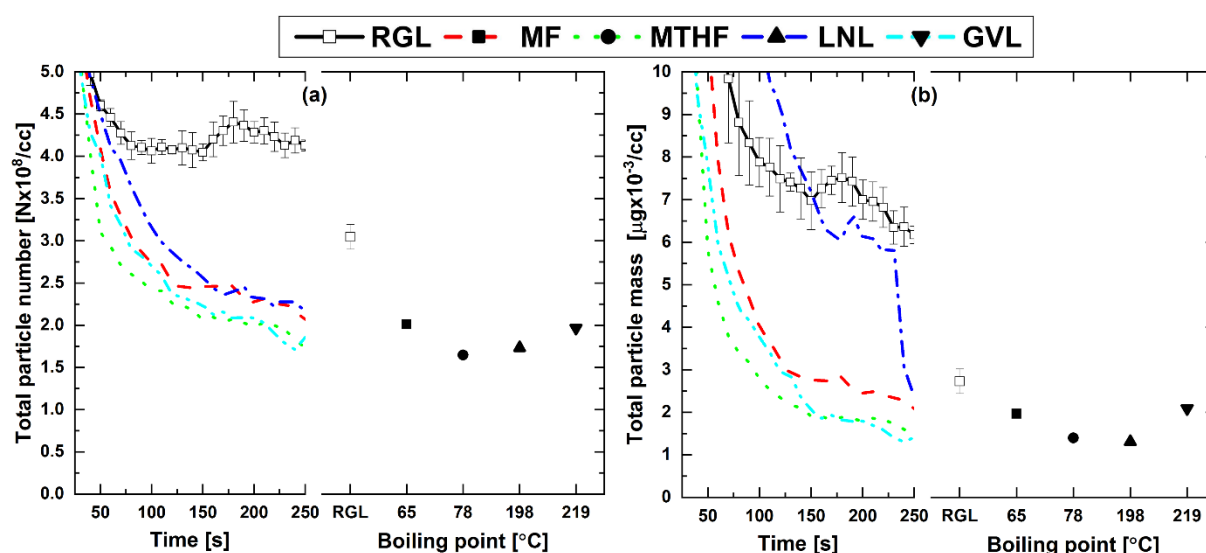 RGL MF MTHF LNL GVL
(a)
Total particle number [Nx10⁸/cc]
5.0
4.5
4.0
3.5
3.0
2.5
2.0
1.5
1.0
0.5
0.0
50 100 150 200 250
Time [s]
RGL 65 78 198 219
Boiling point [°C]
(b)
Total particle mass [µgx10⁻³/cc]
10
9
8
7
6
5
4
3
2
1
0
50 100 150 200 250
Time [s]
RGL 65 78 198 219
Boiling point [°C]